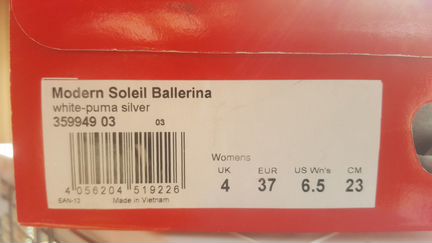 Modern Soleil Ballerina
white-puma silver
359949 03
03
Womens
UK EUR US Wn's CM
4 37 6.5 23
4 056204 519226
EAN-13 Made in Vietnam